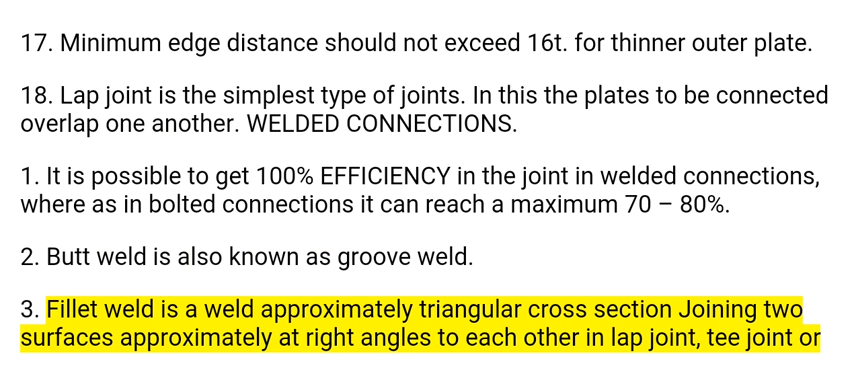 17. Minimum edge distance should not exceed 16t. for thinner outer plate.
18. Lap joint is the simplest type of joints. In this the plates to be connected
overlap one another. WELDED CONNECTIONS.
1. It is possible to get 100% EFFICIENCY in the joint in welded connections,
where as in bolted connections it can reach a maximum 70 – 80%.
2. Butt weld is also known as groove weld.
3. Fillet weld is a weld approximately triangular cross section Joining two
surfaces approximately at right angles to each other in lap joint, tee joint or